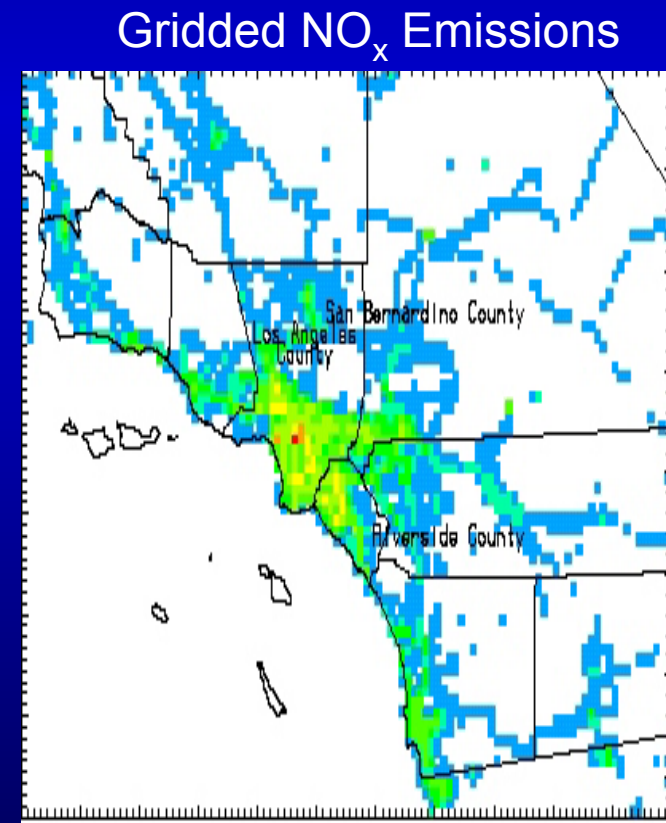 Gridded NOx Emissions
San Bernardino County
Los Angeles
County
Riverside County